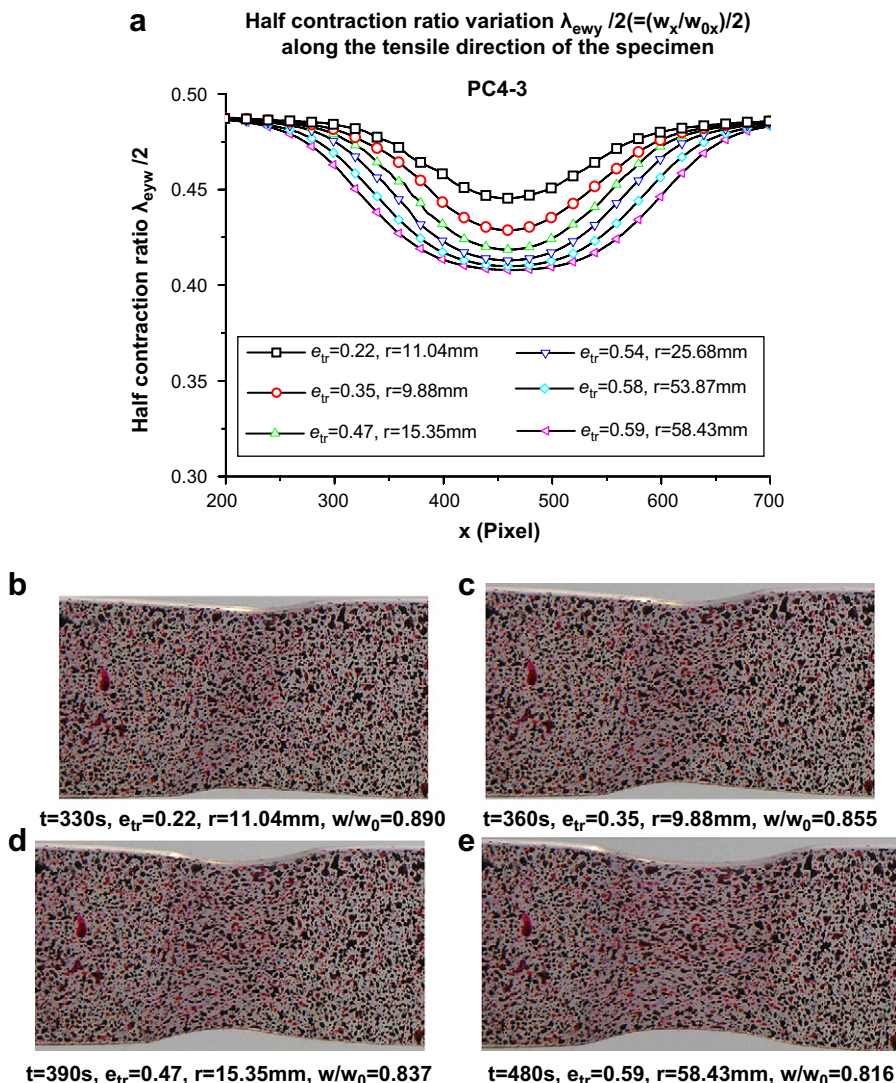 a
Half contraction ratio variation λewy /2(=(wx/w0x)/2)
along the tensile direction of the specimen
PC4-3
Half contraction ratio λeyw /2
0.50
0.45
0.40
0.35
0.30
etr=0.22, r=11.04mm
etr=0.54, r=25.68mm
etr=0.35, r=9.88mm
etr=0.58, r=53.87mm
etr=0.47, r=15.35mm
etr=0.59, r=58.43mm
200 300 400 500 600 700
x (Pixel)
b
c
t=330s, etr=0.22, r=11.04mm, w/w0=0.890
t=360s, etr=0.35, r=9.88mm, w/w0=0.855
d
e
t=390s, etr=0.47, r=15.35mm, w/w0=0.837
t=480s, etr=0.59, r=58.43mm, w/w0=0.816